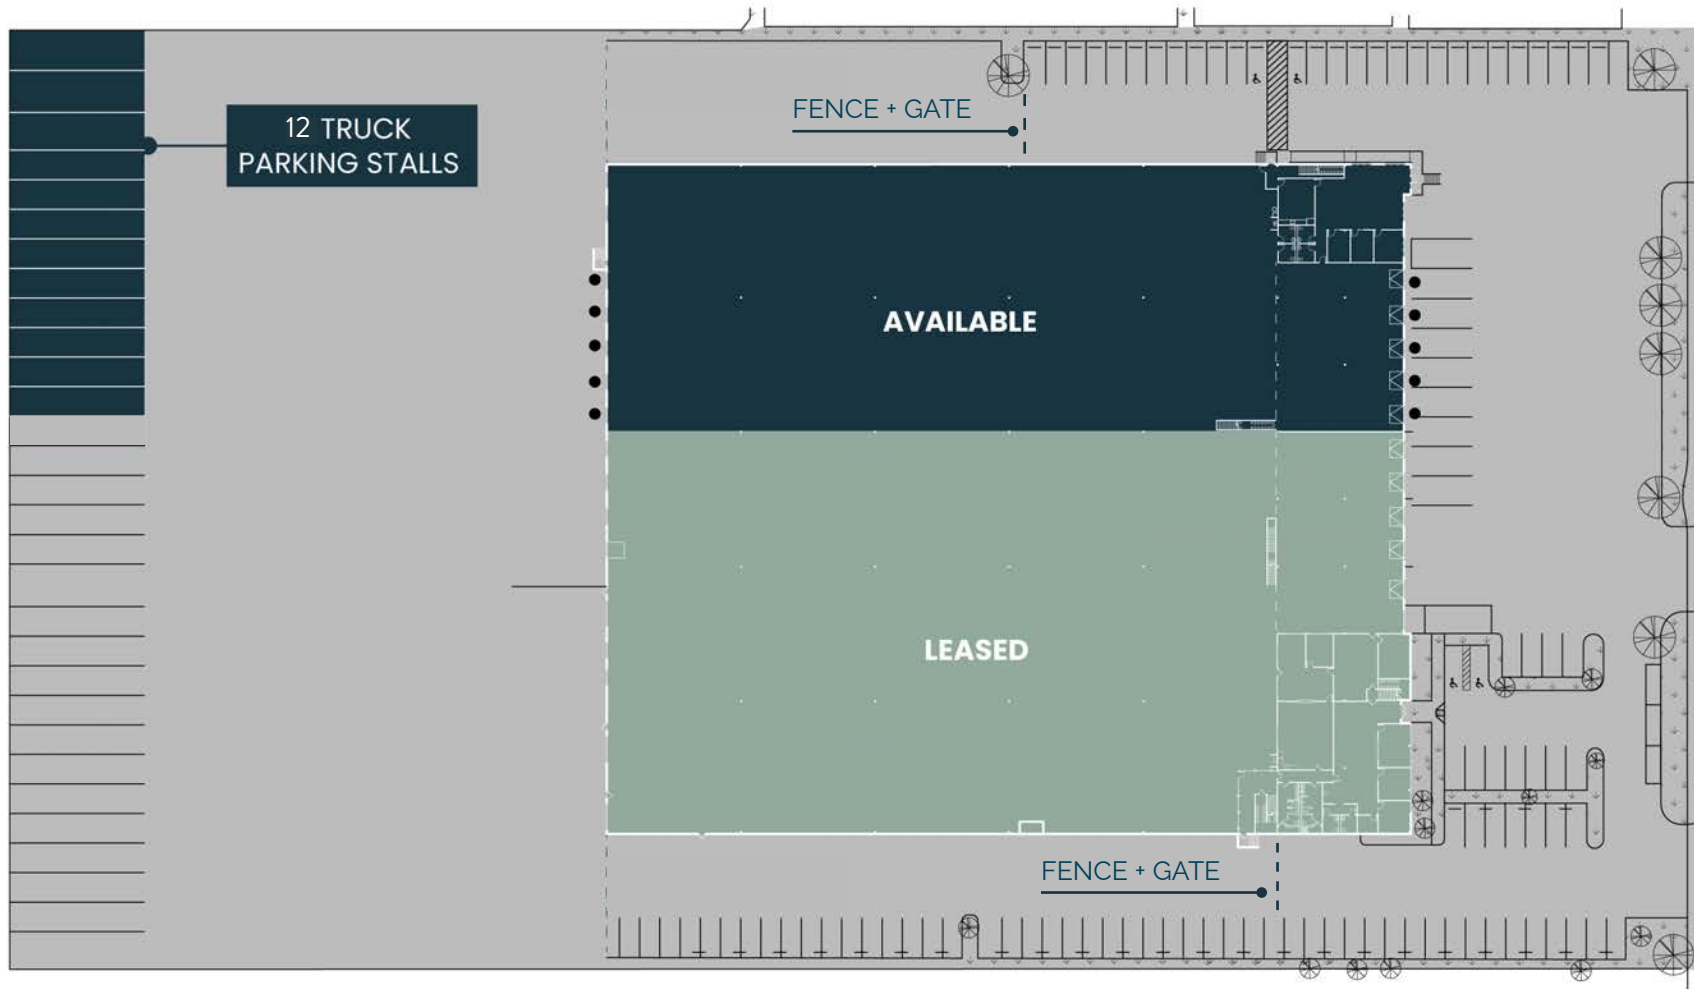 FENCE + GATE
12 TRUCK
PARKING STALLS
AVAILABLE
LEASED
FENCE + GATE